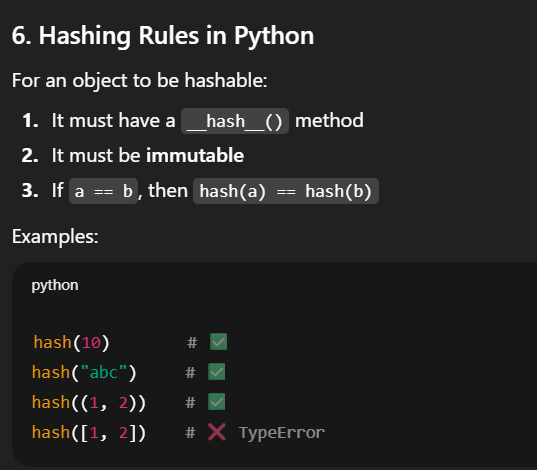 6. Hashing Rules in Python
For an object to be hashable:
1. It must have a __hash__() method
2. It must be immutable
3. If a == b, then hash(a) == hash(b)
Examples:
python
hash(10) # ✅
hash("abc") # ✅
hash((1, 2)) # ✅
hash([1, 2]) # ❌ TypeError